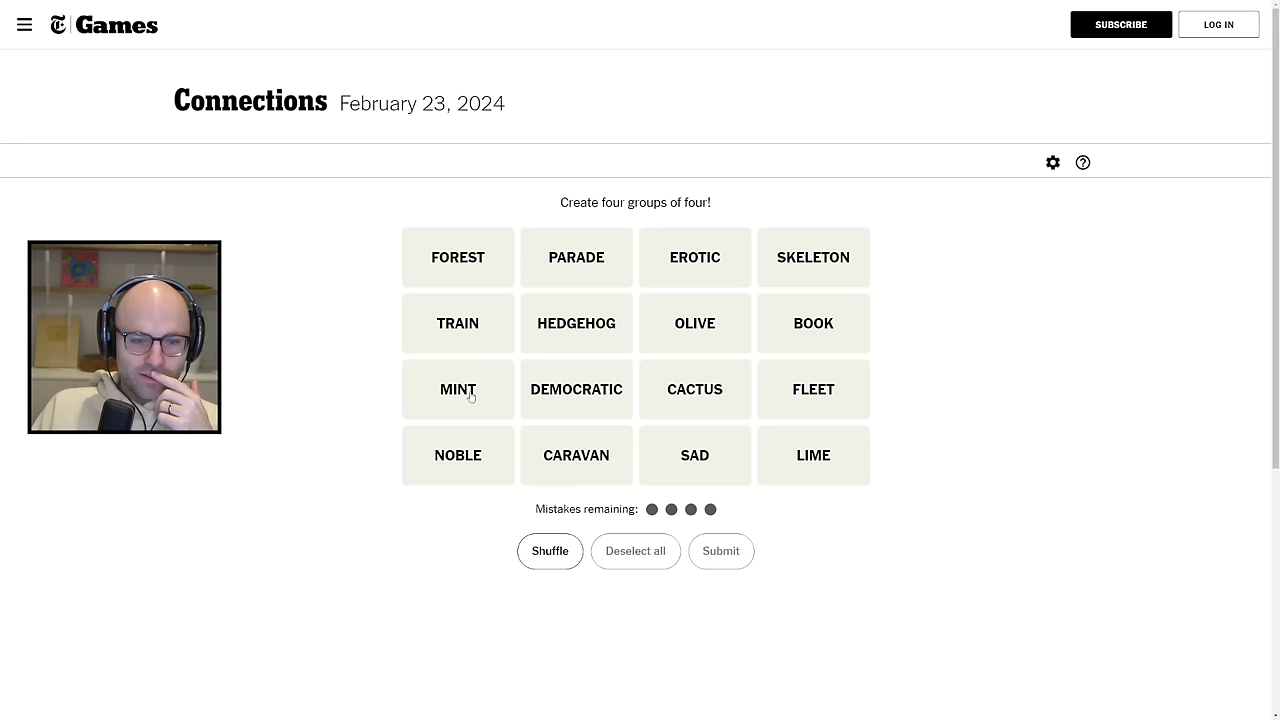 Games
SUBSCRIBE
LOG IN
Connections February 23, 2024
Create four groups of four!
FOREST PARADE EROTIC SKELETON
TRAIN HEDGEHOG OLIVE BOOK
MINT DEMOCRATIC CACTUS FLEET
NOBLE CARAVAN SAD LIME
Mistakes remaining:
Shuffle Deselect all Submit